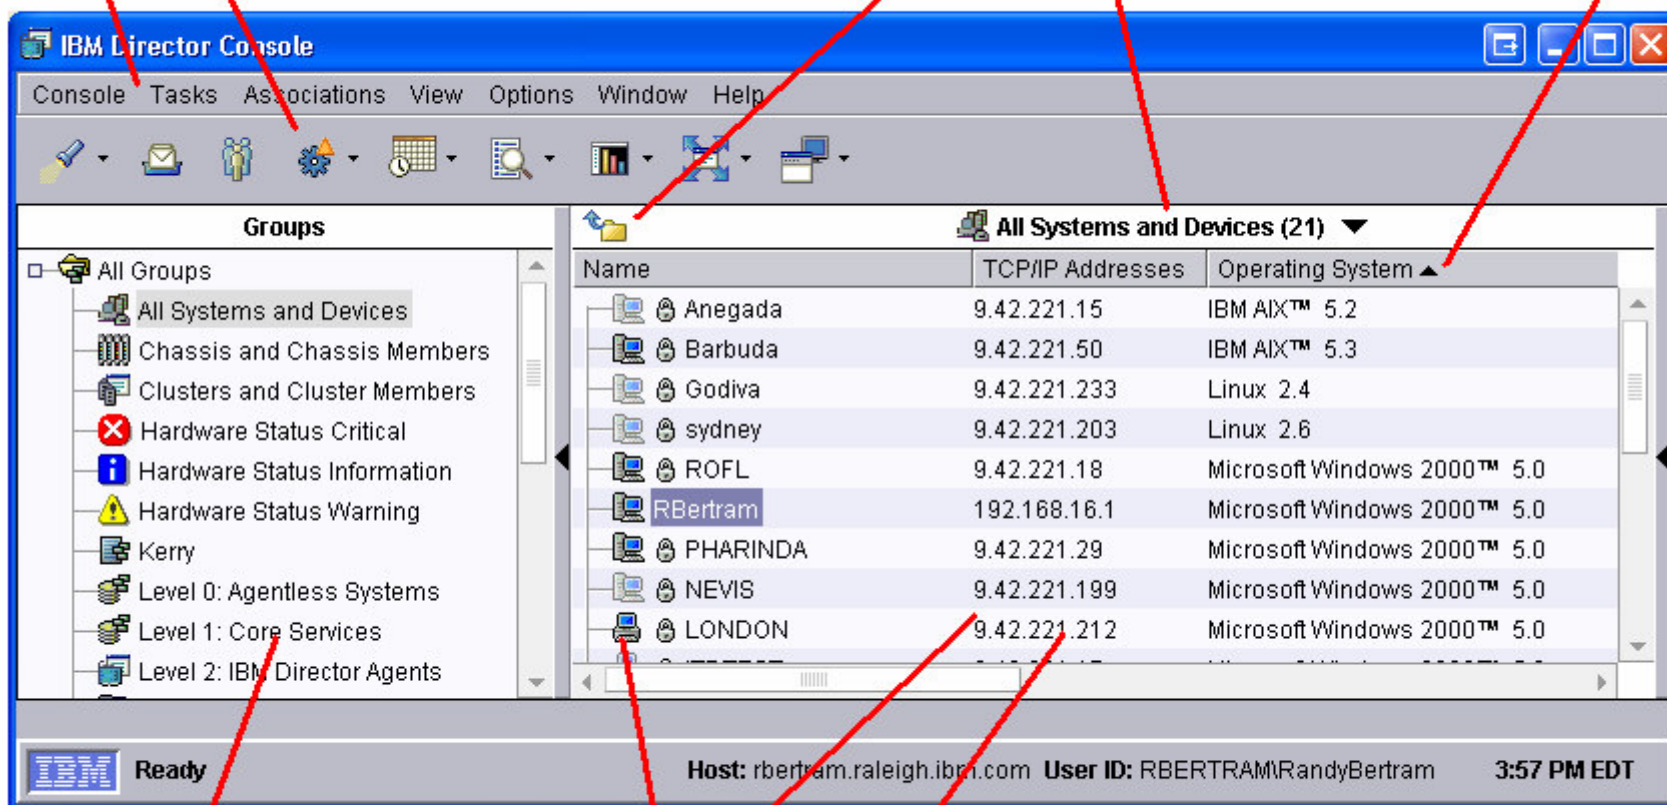 IBM Director Console
Console Tasks Associations View Options Window Help
Groups
All Groups
All Systems and Devices
Chassis and Chassis Members
Clusters and Cluster Members
Hardware Status Critical
Hardware Status Information
Hardware Status Warning
Kerry
Level 0: Agentless Systems
Level 1: Core Services
Level 2: IBM Director Agents
All Systems and Devices (21)
Name TCP/IP Addresses Operating System
Anegada 9.42.221.15 IBM AIX™ 5.2
Barbuda 9.42.221.50 IBM AIX™ 5.3
Godiva 9.42.221.233 Linux 2.4
sydney 9.42.221.203 Linux 2.6
ROFL 9.42.221.18 Microsoft Windows 2000™ 5.0
RBertram 192.168.16.1 Microsoft Windows 2000™ 5.0
PHARINDA 9.42.221.29 Microsoft Windows 2000™ 5.0
NEVIS 9.42.221.199 Microsoft Windows 2000™ 5.0
LONDON 9.42.221.212 Microsoft Windows 2000™ 5.0
IBM Ready Host: rbertram.raleigh.ibm.com User ID: RBERTRAM\RandyBertram 3:57 PM EDT